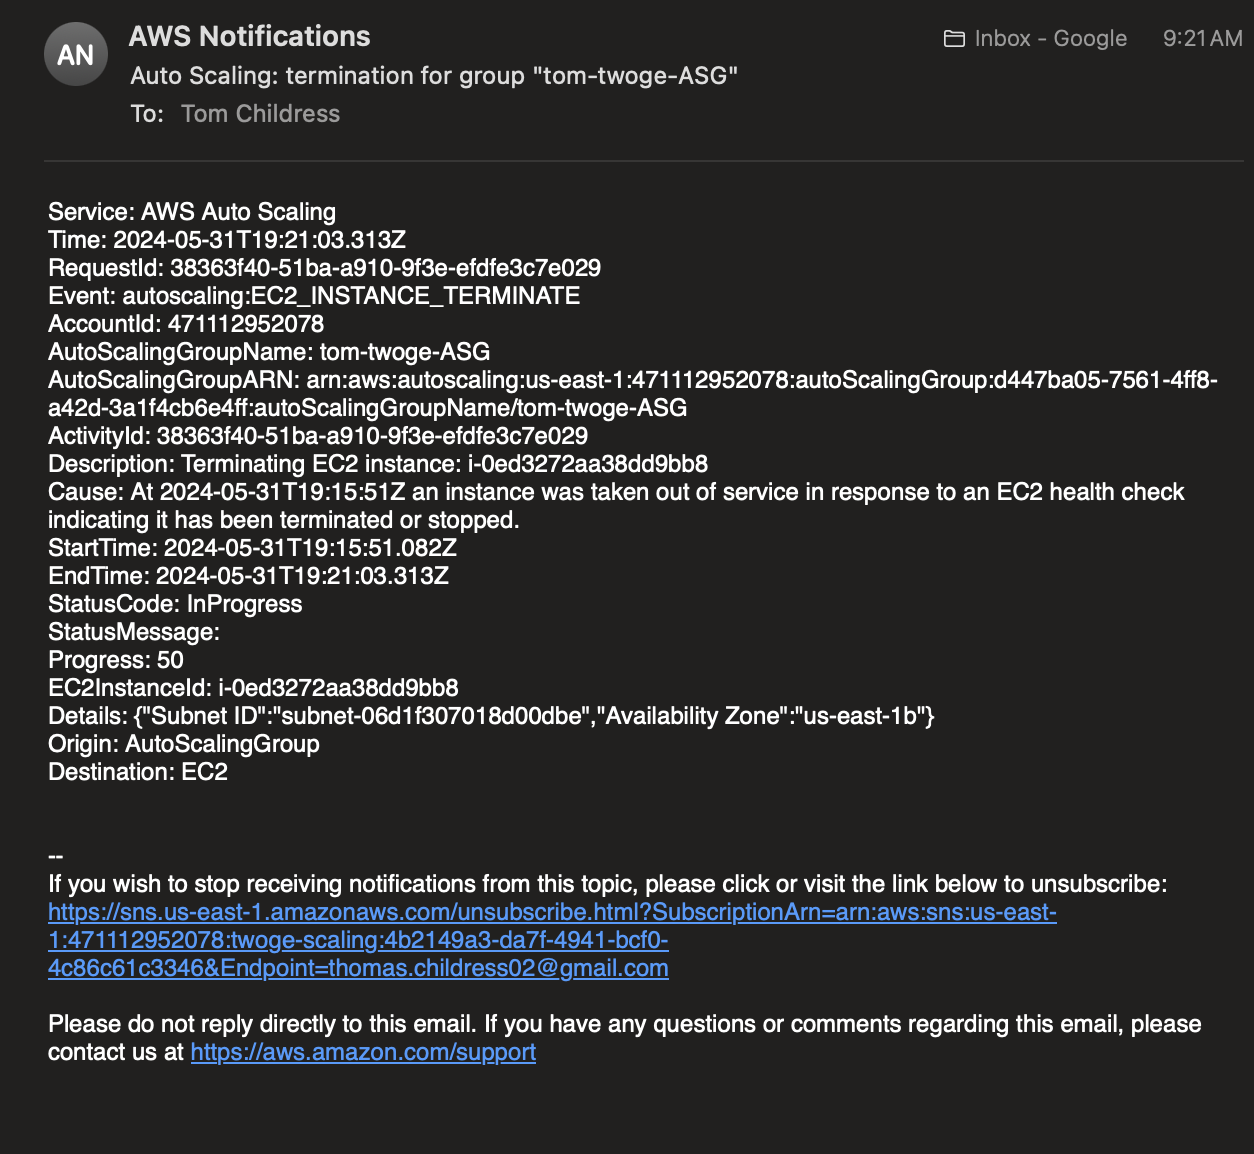 AN
AWS Notifications
Inbox - Google
9:21 AM
Auto Scaling: termination for group "tom-twoge-ASG"
To: Tom Childress
Service: AWS Auto Scaling
Time: 2024-05-31T19:21:03.313Z
RequestId: 38363f40-51ba-a910-9f3e-efdfe3c7e029
Event: autoscaling:EC2_INSTANCE_TERMINATE
AccountId: 471112952078
AutoScalingGroupName: tom-twoge-ASG
AutoScalingGroupARN: arn:aws:autoscaling:us-east-1:471112952078:autoScalingGroup:d447ba05-7561-4ff8-
a42d-3a1f4cb6e4ff:autoScalingGroupName/tom-twoge-ASG
ActivityId: 38363f40-51ba-a910-9f3e-efdfe3c7e029
Description: Terminating EC2 instance: i-0ed3272aa38dd9bb8
Cause: At 2024-05-31T19:15:51Z an instance was taken out of service in response to an EC2 health check
indicating it has been terminated or stopped.
StartTime: 2024-05-31T19:15:51.082Z
EndTime: 2024-05-31T19:21:03.313Z
StatusCode: InProgress
StatusMessage:
Progress: 50
EC2InstanceId: i-0ed3272aa38dd9bb8
Details: {"Subnet ID":"subnet-06d1f307018d00dbe","Availability Zone":"us-east-1b"}
Origin: AutoScalingGroup
Destination: EC2
--
If you wish to stop receiving notifications from this topic, please click or visit the link below to unsubscribe:
https://sns.us-east-1.amazonaws.com/unsubscribe.html?SubscriptionArn=arn:aws:sns:us-east-
1:471112952078:twoge-scaling:4b2149a3-da7f-4941-bcf0-
4c86c61c3346&Endpoint=thomas.childress02@gmail.com
Please do not reply directly to this email. If you have any questions or comments regarding this email, please
contact us at https://aws.amazon.com/support